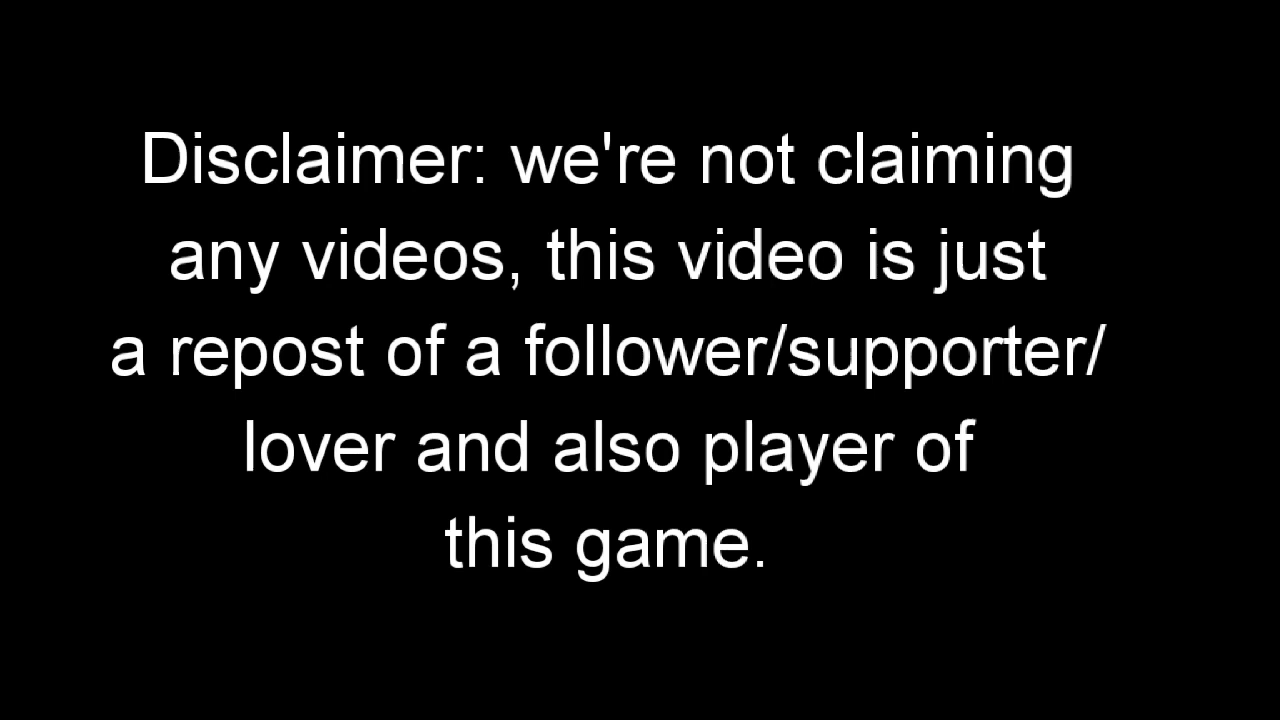 Disclaimer: we're not claiming
any videos, this video is just
a repost of a follower/supporter/
lover and also player of
this game.